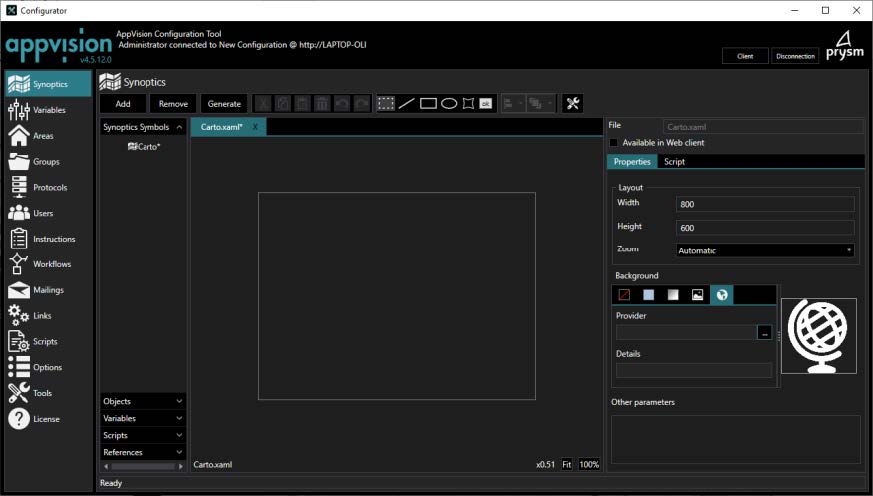 Configurator
appvision
v4.5.12.0
AppVision Configuration Tool
Administrator connected to New Configuration @ http://LAPTOP-OLI
Client
Disconnection
prysm
Synoptics
Variables
Areas
Groups
Protocols
Users
Instructions
Workflows
Mailings
Links
Scripts
Options
Tools
License
Synoptics
Add
Remove
Generate
ok
Synoptics Symbols
Carto*
Objects
Variables
Scripts
References
Carto.xaml* X
Carto.xaml
x0.51 Fit 100%
File
Carto.xaml
Available in Web client
Properties Script
Layout
Width
800
Height
600
Zoom
Automatic
Background
Provider
...
Details
Other parameters
Ready